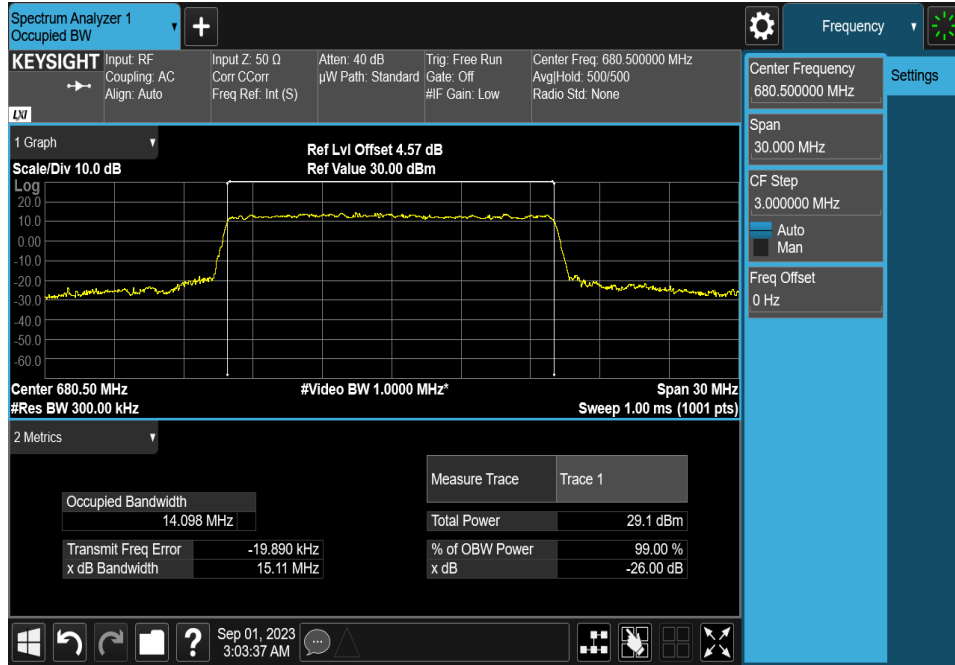 Spectrum Analyzer 1
Occupied BW
+
Frequency
KEYSIGHT
LXI
Input: RF
Coupling: AC
Align: Auto
Input Z: 50 Ω
Corr CCorr
Freq Ref: Int (S)
Atten: 40 dB
µW Path: Standard
Trig: Free Run
Gate: Off
#IF Gain: Low
Center Freq: 680.500000 MHz
Avg|Hold: 500/500
Radio Std: None
Center Frequency
680.500000 MHz
Settings
Span
30.000 MHz
CF Step
3.000000 MHz
Auto
Man
Freq Offset
0 Hz
1 Graph
Scale/Div 10.0 dB
Ref Lvl Offset 4.57 dB
Ref Value 30.00 dBm
Log
20.0
10.0
0.00
-10.0
-20.0
-30.0
-40.0
-50.0
-60.0
Center 680.50 MHz
#Video BW 1.0000 MHz*
Span 30 MHz
#Res BW 300.00 kHz
Sweep 1.00 ms (1001 pts)
2 Metrics
Measure Trace Trace 1
Occupied Bandwidth
14.098 MHz
Total Power 29.1 dBm
Transmit Freq Error -19.890 kHz
% of OBW Power 99.00 %
x dB Bandwidth 15.11 MHz
x dB -26.00 dB
?
Sep 01, 2023
3:03:37 AM